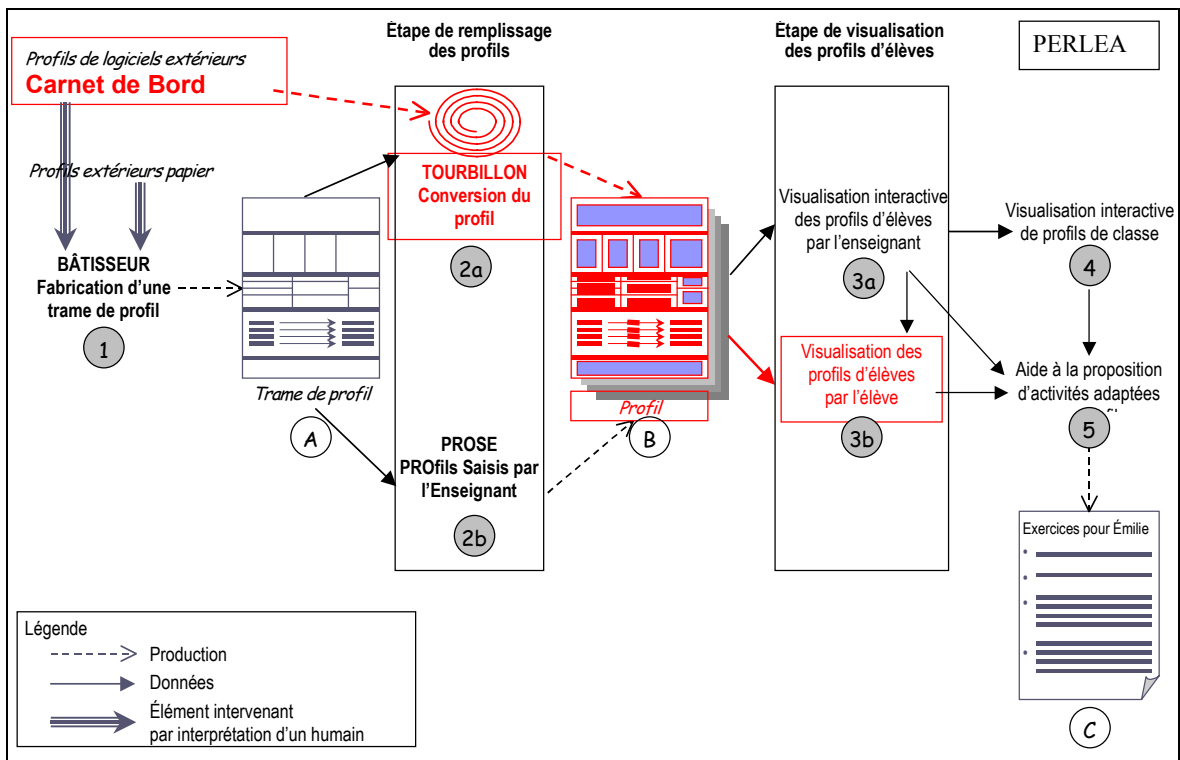 Étape de remplissage
des profils
Étape de visualisation
des profils d'élèves
PERLEA
Profils de logiciels extérieurs
Carnet de Bord
Profils extérieurs papier
BÂTISSEUR
Fabrication d'une
trame de profil
1
Trame de profil
A
TOURBILLON
Conversion du
profil
2a
PROSE
PROfils Saisis par
l'Enseignant
2b
Profil
B
Visualisation interactive
des profils d'élèves
par l'enseignant
3a
Visualisation des
profils d'élèves
par l'élève
3b
Visualisation interactive
de profils de classe
4
Aide à la proposition
d'activités adaptées
5
Exercices pour Émilie
C
Légende
Production
Données
Élément intervenant
par interprétation d'un humain